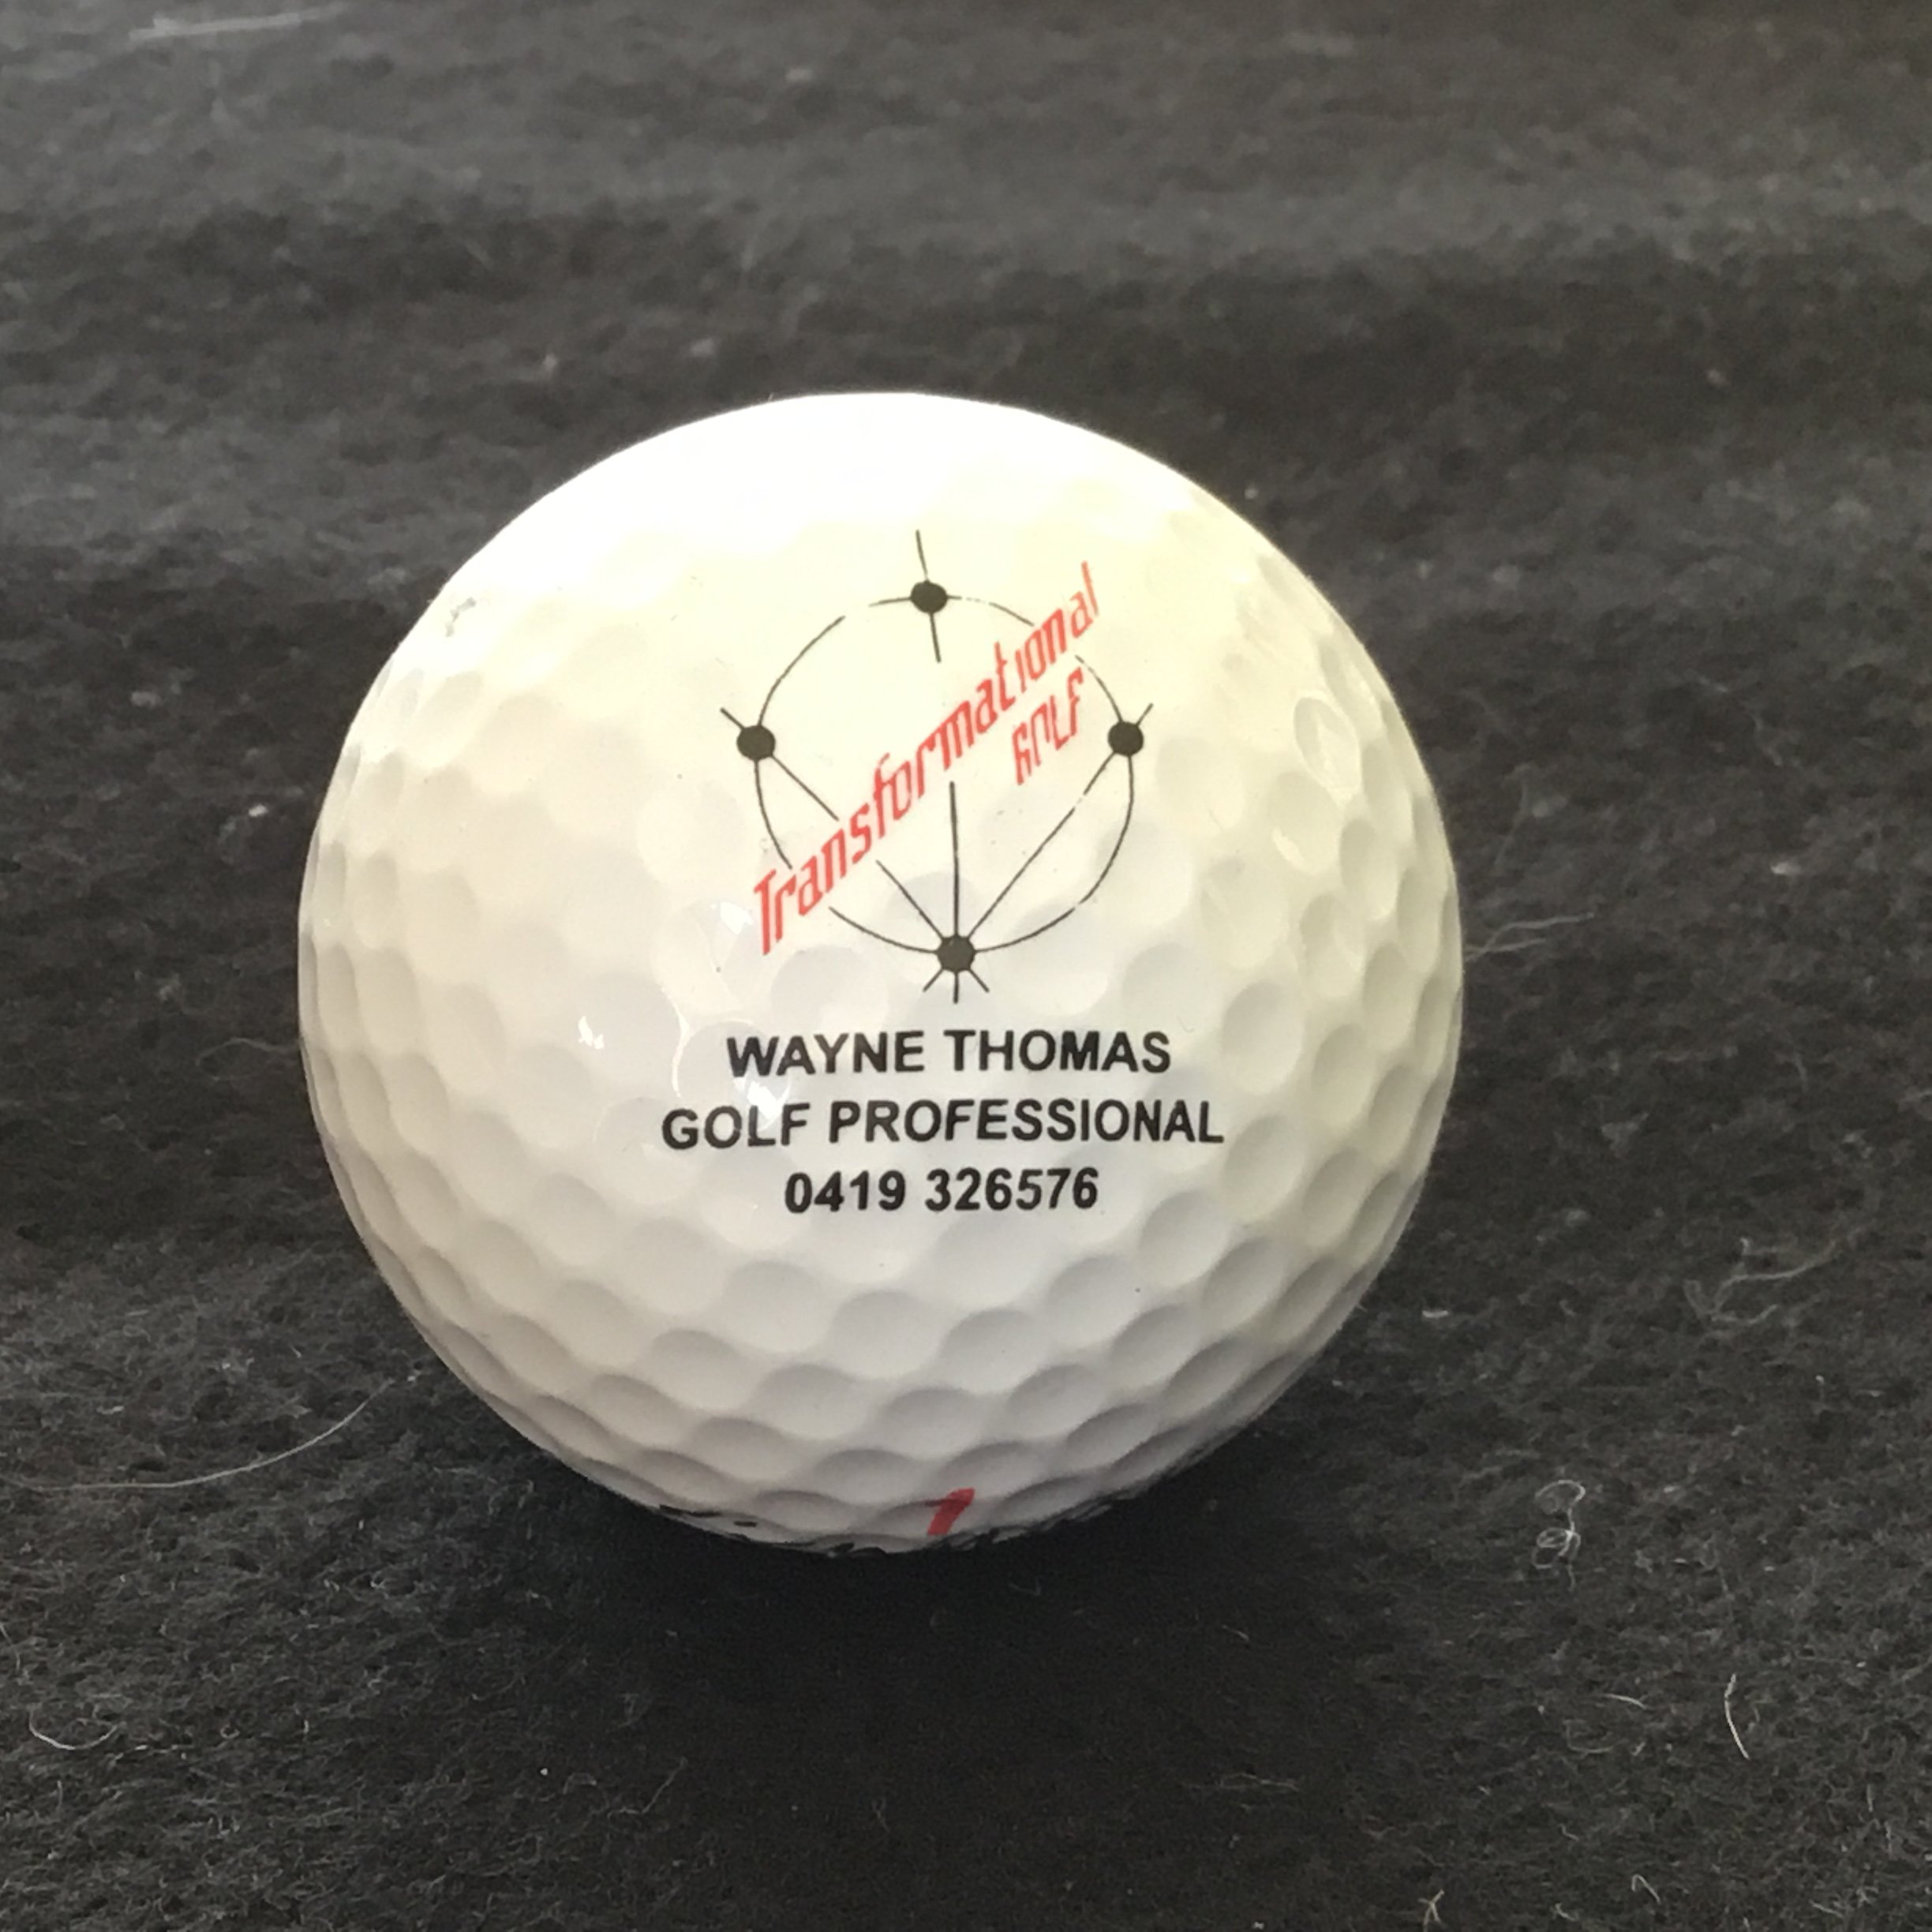 Transformational
GOLF
WAYNE THOMAS
GOLF PROFESSIONAL
0419 326576
1